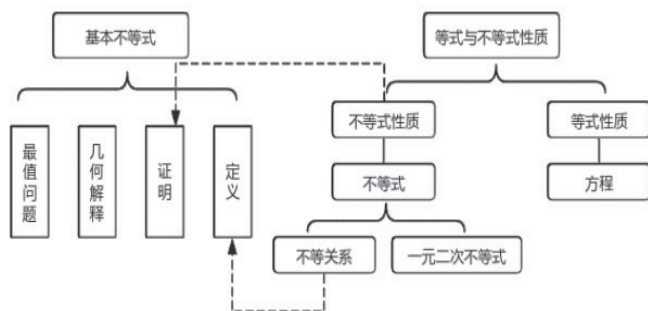 基本不等式
等式与不等式性质
不等式性质
等式性质
最值问题
几何解释
证明
定义
不等式
方程
不等关系
一元二次不等式